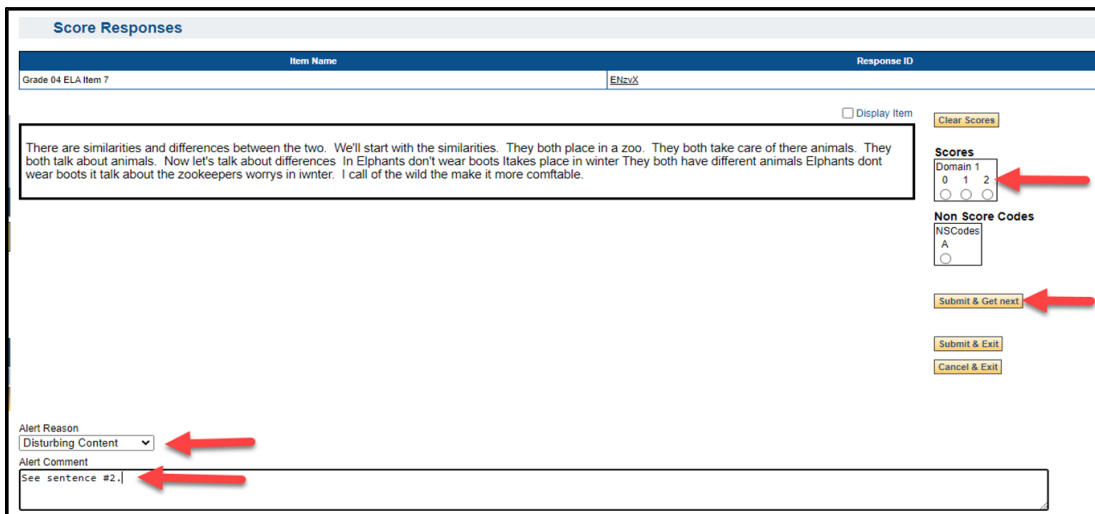 Score Responses
Item Name Response ID
Grade 04 ELA Item 7 ENzvX
Display Item
Clear Scores
There are similarities and differences between the two. We'll start with the similarities. They both place in a zoo. They both take care of there animals. They
both talk about animals. Now let's talk about differences In Elphants don't wear boots Itakes place in winter They both have different animals Elphants dont
wear boots it talk about the zookeepers worrys in iwnter. I call of the wild the make it more comftable.
Scores
Domain 1
0 1 2
Non Score Codes
NSCodes
A
Submit & Get next
Submit & Exit
Cancel & Exit
Alert Reason
Disturbing Content
Alert Comment
See sentence #2.